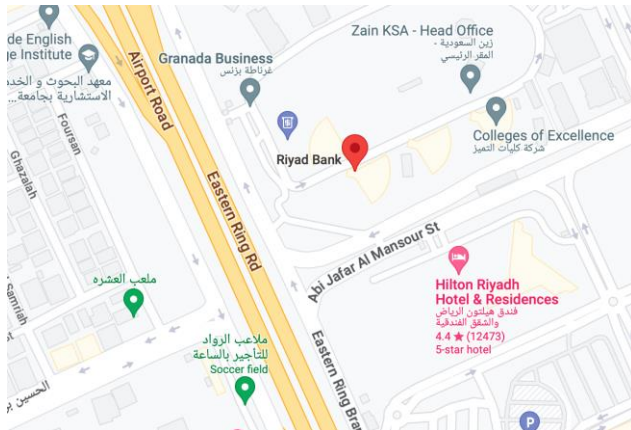 de English
ge Institute
معهد البحوث و الخد
الاستشارية بجامعة...
Granada Business
غرناطة بزنس
Zain KSA - Head Office
زين السعودية -
المقر الرئيسي
Colleges of Excellence
شركة كليات التميز
Riyad Bank
Airport Road
Eastern Ring Rd
Foursan
Ghazalah
Samriah
Abi Jafar Al Mansour St
ملعب العشره
Hilton Riyadh
Hotel & Residences
فندق هيلتون الرياض
والشقق الفندقية
4.4 ★ (12473)
5-star hotel
ملاعب الرواد
للتأجير بالساعة
Soccer field
Eastern Ring Bra
الحسين بن
P